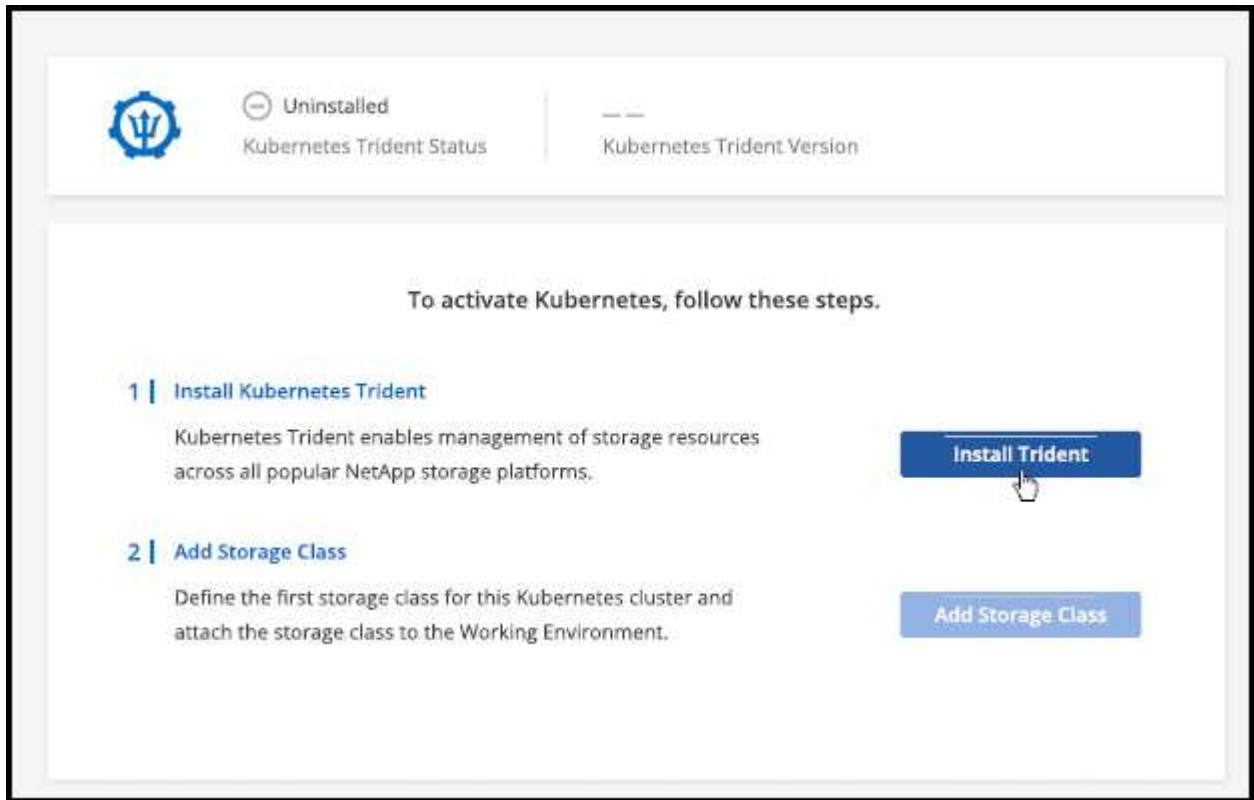 Uninstalled
Kubernetes Trident Status
— —
Kubernetes Trident Version
To activate Kubernetes, follow these steps.
1 | Install Kubernetes Trident
Kubernetes Trident enables management of storage resources
across all popular NetApp storage platforms.
Install Trident
2 | Add Storage Class
Define the first storage class for this Kubernetes cluster and
attach the storage class to the Working Environment.
Add Storage Class